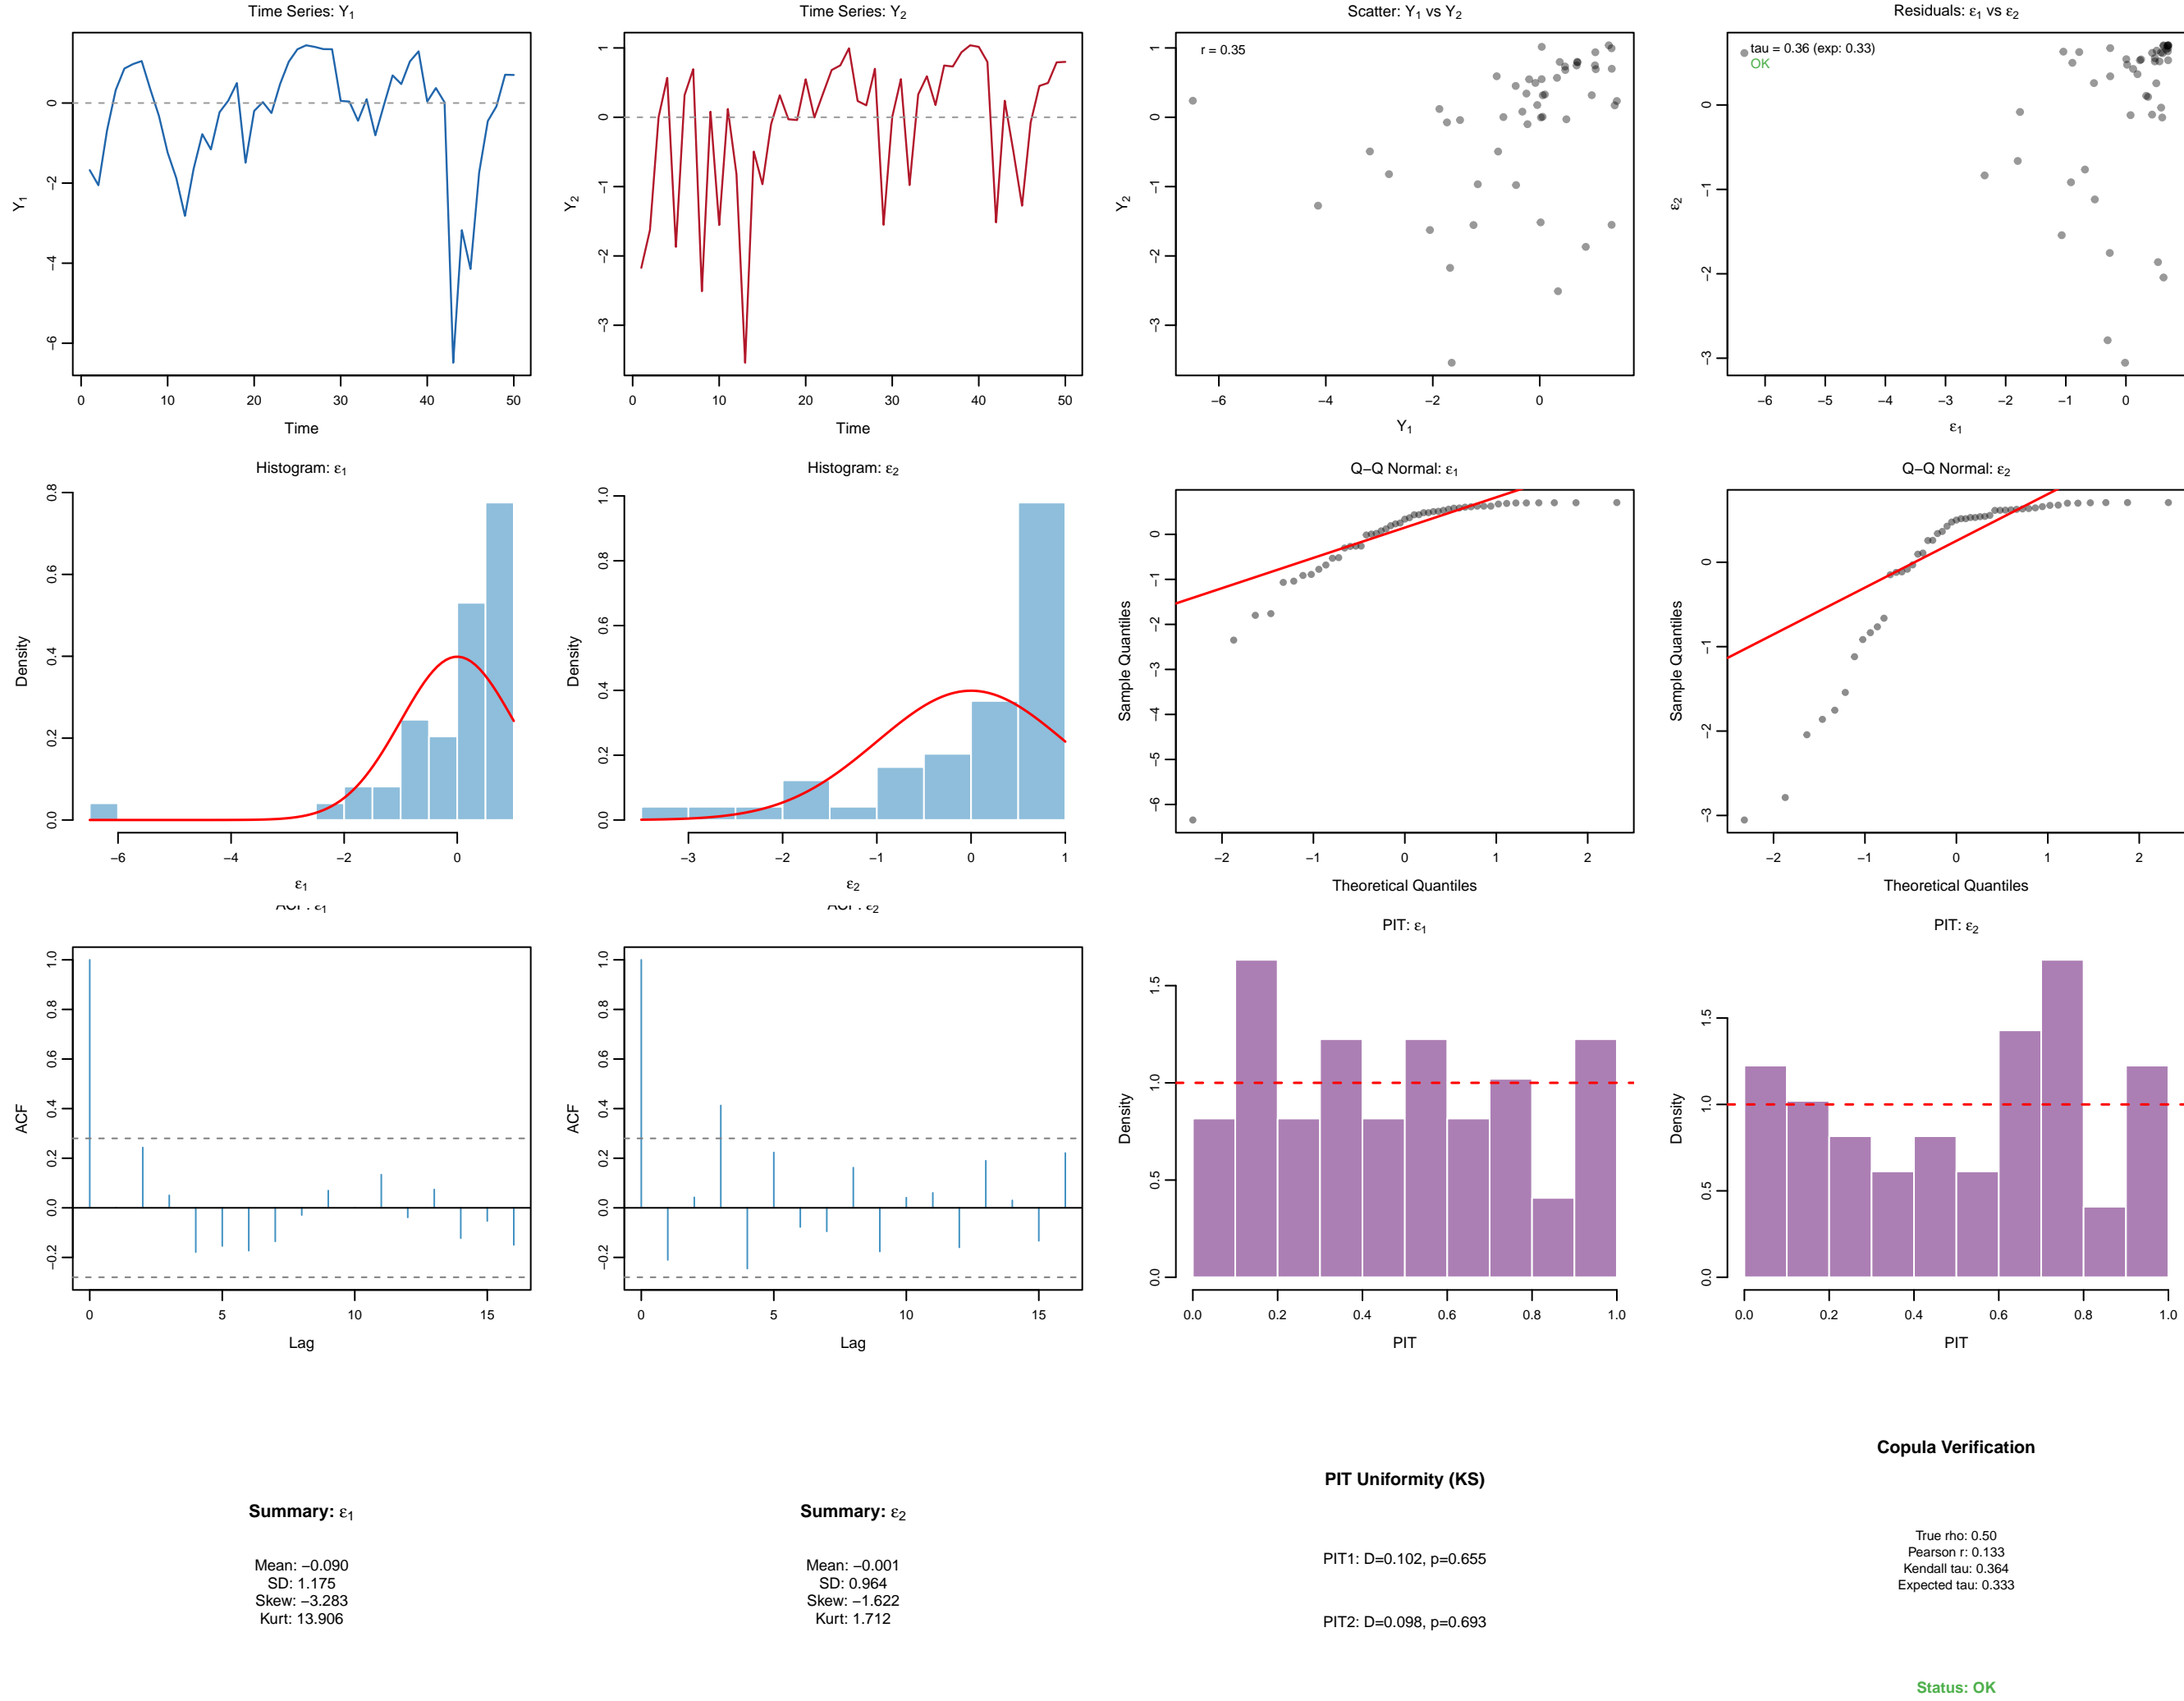 Time Series: Y1
Y1
0
−2
−4
−6
0 10 20 30 40 50
Time
Time Series: Y2
Y2
1
0
−1
−2
−3
0 10 20 30 40 50
Time
Scatter: Y1 vs Y2
r = 0.35
Y2
1
0
−1
−2
−3
−6 −4 −2 0
Y1
Residuals: ε1 vs ε2
tau = 0.36 (exp: 0.33)
OK
ε2
0
−1
−2
−3
−6 −5 −4 −3 −2 −1 0
ε1
Histogram: ε1
Density
0.8
0.6
0.4
0.2
0.0
−6 −4 −2 0
ε1
Histogram: ε2
Density
1.0
0.8
0.6
0.4
0.2
0.0
−3 −2 −1 0 1
ε2
Q−Q Normal: ε1
Sample Quantiles
0
−1
−2
−3
−4
−5
−6
−2 −1 0 1 2
Theoretical Quantiles
Q−Q Normal: ε2
Sample Quantiles
0
−1
−2
−3
−2 −1 0 1 2
Theoretical Quantiles
ACF: ε1
ACF
1.0
0.8
0.6
0.4
0.2
0.0
−0.2
0 5 10 15
Lag
ACF: ε2
ACF
1.0
0.8
0.6
0.4
0.2
0.0
−0.2
0 5 10 15
Lag
PIT: ε1
Density
1.5
1.0
0.5
0.0
0.0 0.2 0.4 0.6 0.8 1.0
PIT
PIT: ε2
Density
1.5
1.0
0.5
0.0
0.0 0.2 0.4 0.6 0.8 1.0
PIT
Summary: ε1
Mean: −0.090
SD: 1.175
Skew: −3.283
Kurt: 13.906
Summary: ε2
Mean: −0.001
SD: 0.964
Skew: −1.622
Kurt: 1.712
PIT Uniformity (KS)
PIT1: D=0.102, p=0.655
PIT2: D=0.098, p=0.693
Copula Verification
True rho: 0.50
Pearson r: 0.133
Kendall tau: 0.364
Expected tau: 0.333
Status: OK